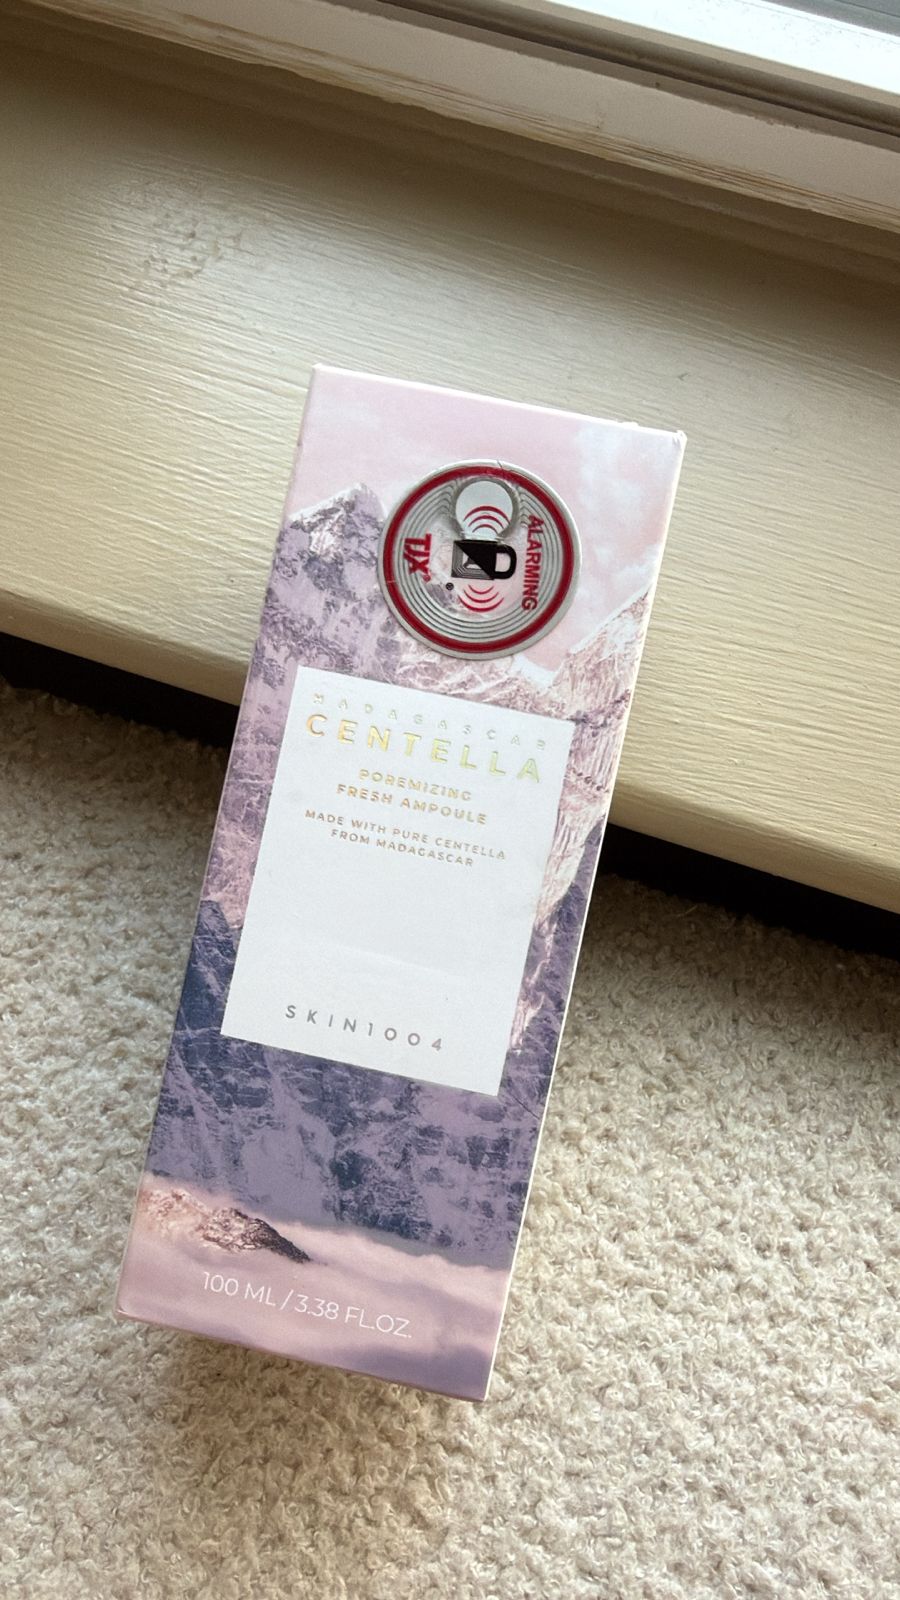 ALARMING
TJX®
MADAGASCAR
CENTELLA
POREMIZING
FRESH AMPOULE
MADE WITH PURE CENTELLA
FROM MADAGASCAR
SKIN1004
100 ML / 3.38 FL.OZ.